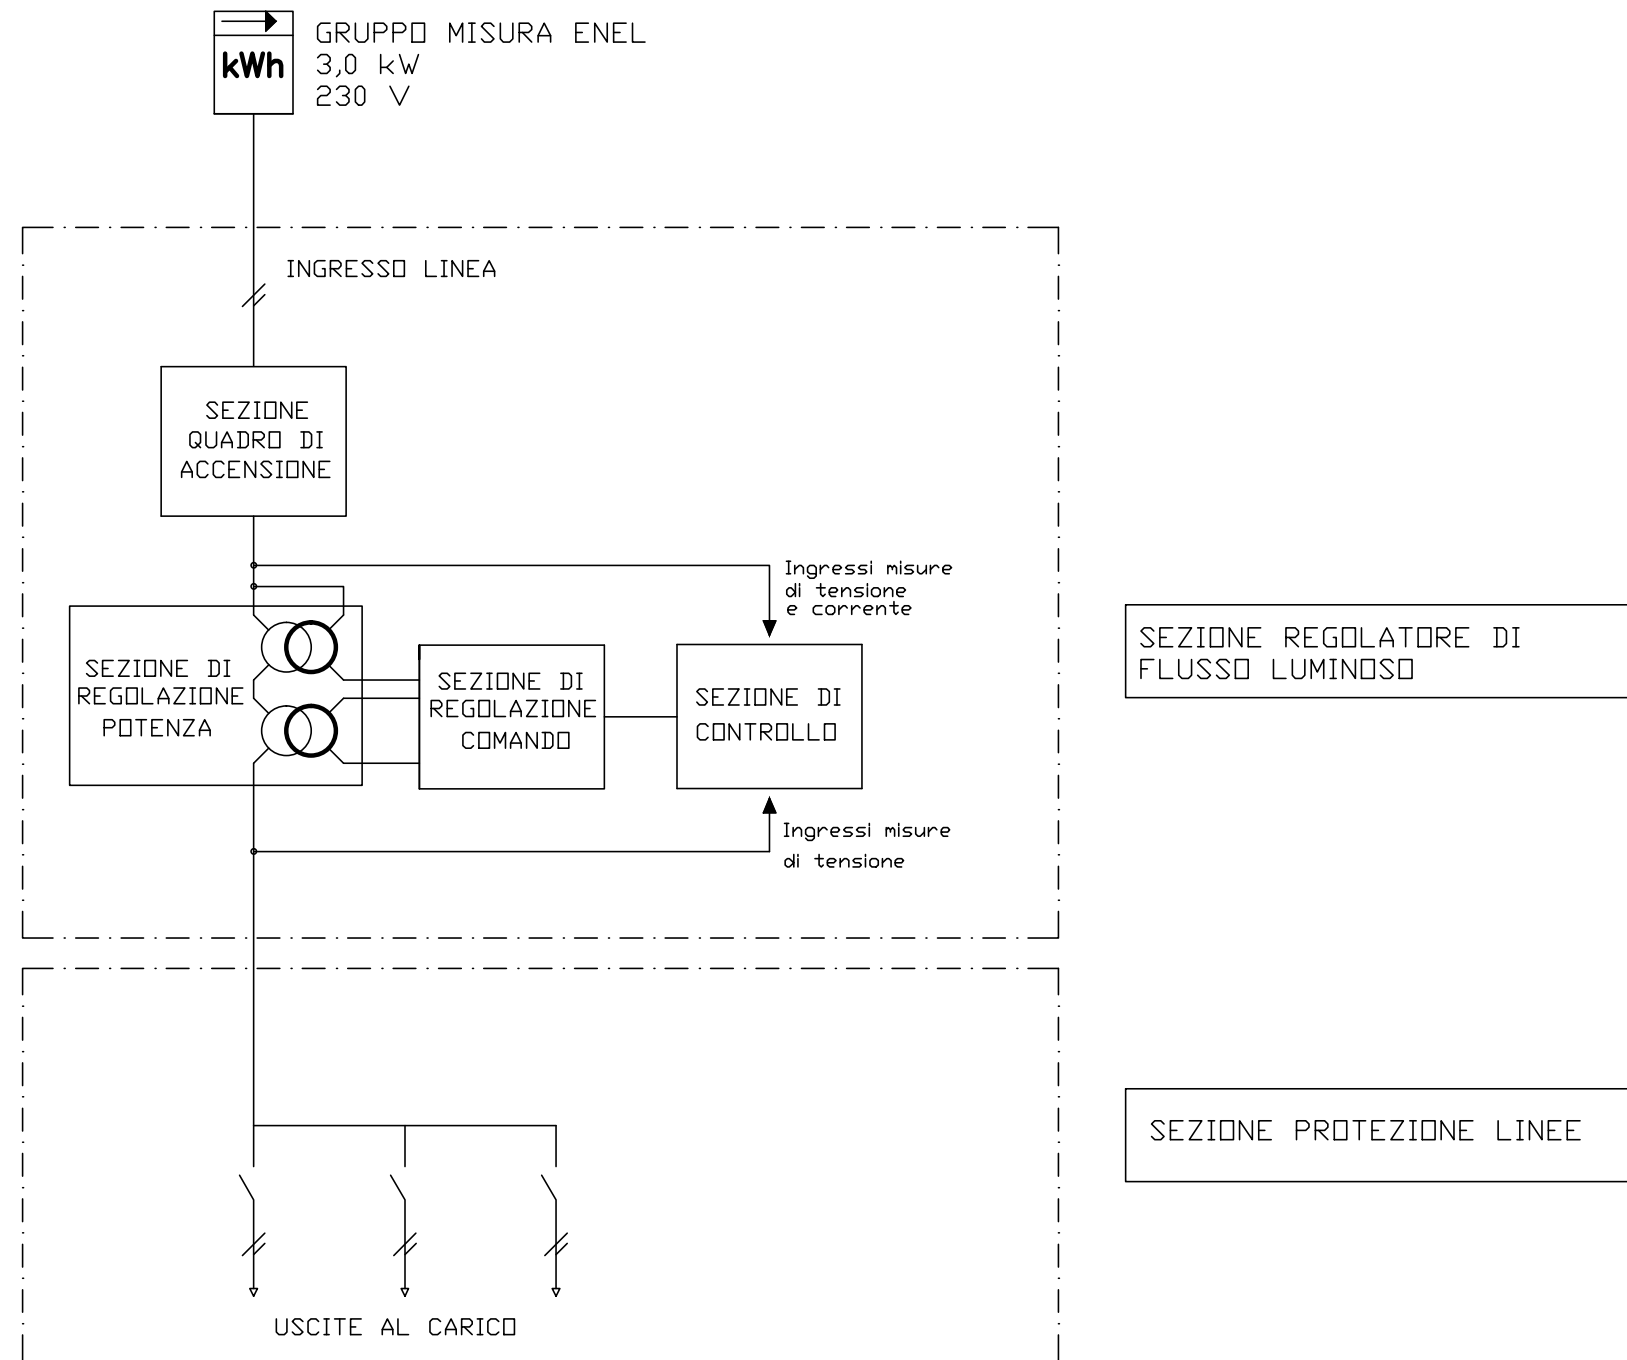 kWh
GRUPPO MISURA ENEL
3,0 kW
230 V
INGRESSO LINEA
SEZIONE
QUADRO DI
ACCENSIONE
Ingressi misure
di tensione
e corrente
SEZIONE DI
REGOLAZIONE
POTENZA
SEZIONE DI
REGOLAZIONE
COMANDO
SEZIONE DI
CONTROLLO
SEZIONE REGOLATORE DI
FLUSSO LUMINOSO
Ingressi misure
di tensione
SEZIONE PROTEZIONE LINEE
USCITE AL CARICO